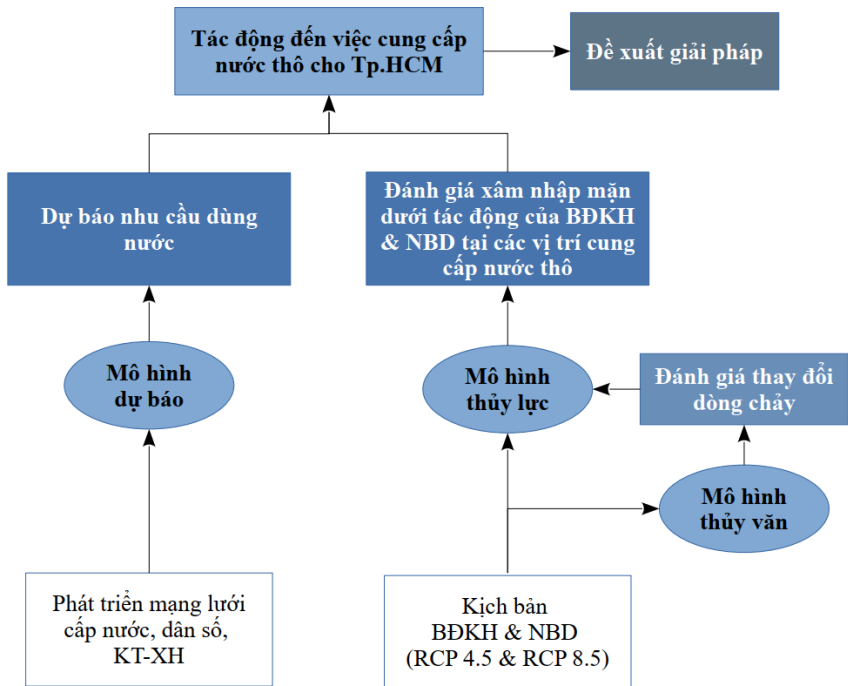 Tác động đến việc cung cấp
nước thô cho Tp.HCM
Đề xuất giải pháp
Dự báo nhu cầu dùng
nước
Đánh giá xâm nhập mặn
dưới tác động của BĐKH
& NBD tại các vị trí cung
cấp nước thô
Mô hình
dự báo
Mô hình
thủy lực
Đánh giá thay đổi
dòng chảy
Mô hình
thủy văn
Phát triển mạng lưới
cấp nước, dân số,
KT-XH
Kịch bản
BĐKH & NBD
(RCP 4.5 & RCP 8.5)